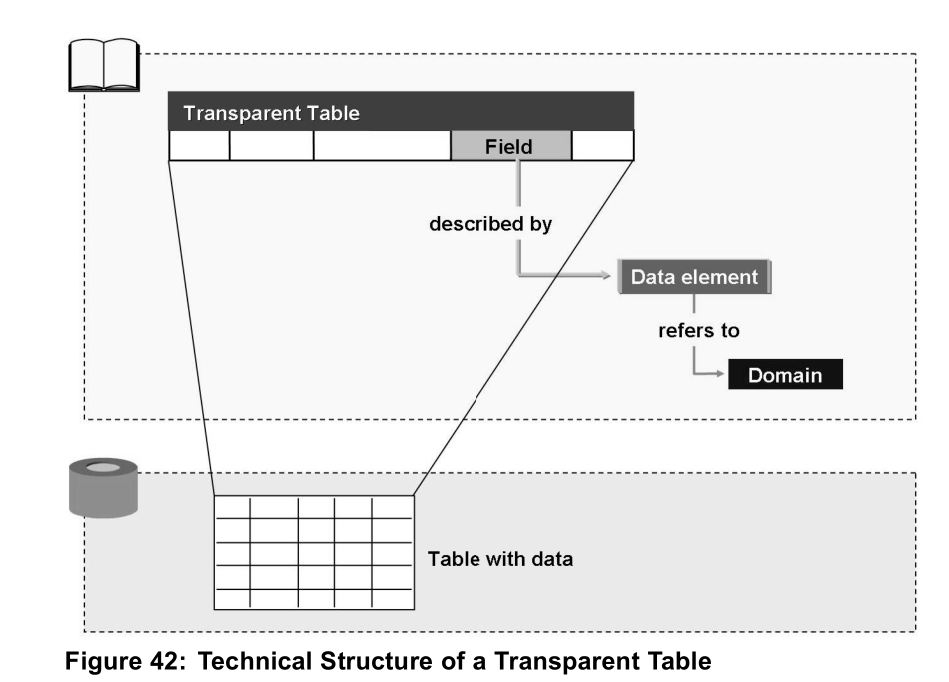 Transparent Table
Field
described by
Data element
refers to
Domain
Table with data
Figure 42: Technical Structure of a Transparent Table